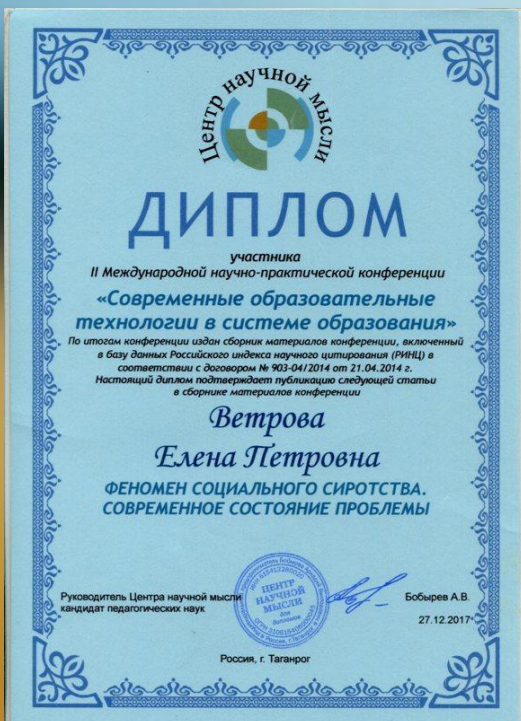 Центр научной мысли
ДИПЛОМ
участника
II Международной научно-практической конференции
«Современные образовательные
технологии в системе образования»
По итогам конференции издан сборник материалов конференции, включенный
в базу данных Российского индекса научного цитирования (РИНЦ) в
соответствии с договором № 903-04/2014 от 21.04.2014 г.
Настоящий диплом подтверждает публикацию следующей статьи
в сборнике материалов конференции
Ветрова
Елена Петровна
ФЕНОМЕН СОЦИАЛЬНОГО СИРОТСТВА.
СОВРЕМЕННОЕ СОСТОЯНИЕ ПРОБЛЕМЫ
Руководитель Центра научной мысли
кандидат педагогических наук
ЦЕНТР
НАУЧНОЙ
МЫСЛИ
Для
Бобырев А.В.
27.12.2017
Россия, г. Таганрог